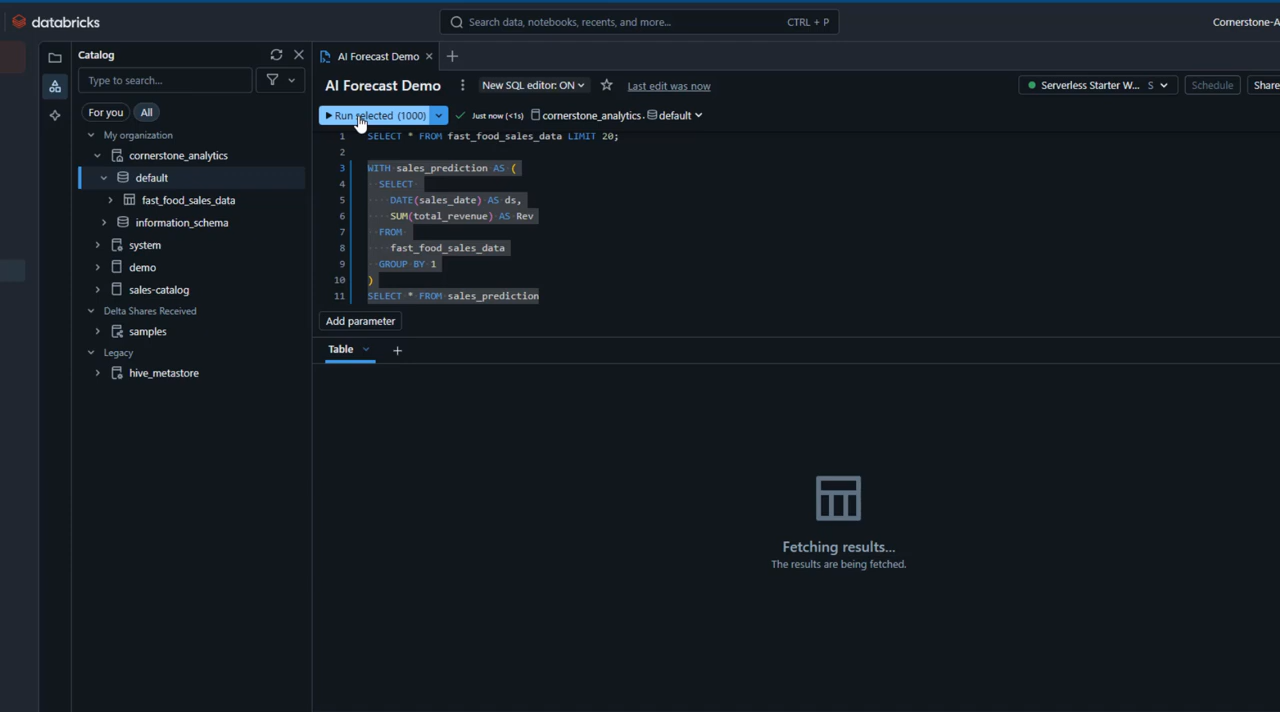 databricks
Search data, notebooks, recents, and more...
CTRL + P
Cornerstone-A
Catalog
Type to search...
For you
All
My organization
cornerstone_analytics
default
fast_food_sales_data
information_schema
system
demo
sales-catalog
Delta Shares Received
samples
Legacy
hive_metastore
AI Forecast Demo
AI Forecast Demo
New SQL editor: ON
Last edit was now
Serverless Starter W... S
Schedule
Share
Run selected (1000)
Just now (<1s)
cornerstone_analytics. default
1 SELECT * FROM fast_food_sales_data LIMIT 20;
2
3 WITH sales_prediction AS (
4 SELECT
5 DATE(sales_date) AS ds,
6 SUM(total_revenue) AS Rev
7 FROM
8 fast_food_sales_data
9 GROUP BY 1
10 )
11 SELECT * FROM sales_prediction
Add parameter
Table
Fetching results...
The results are being fetched.